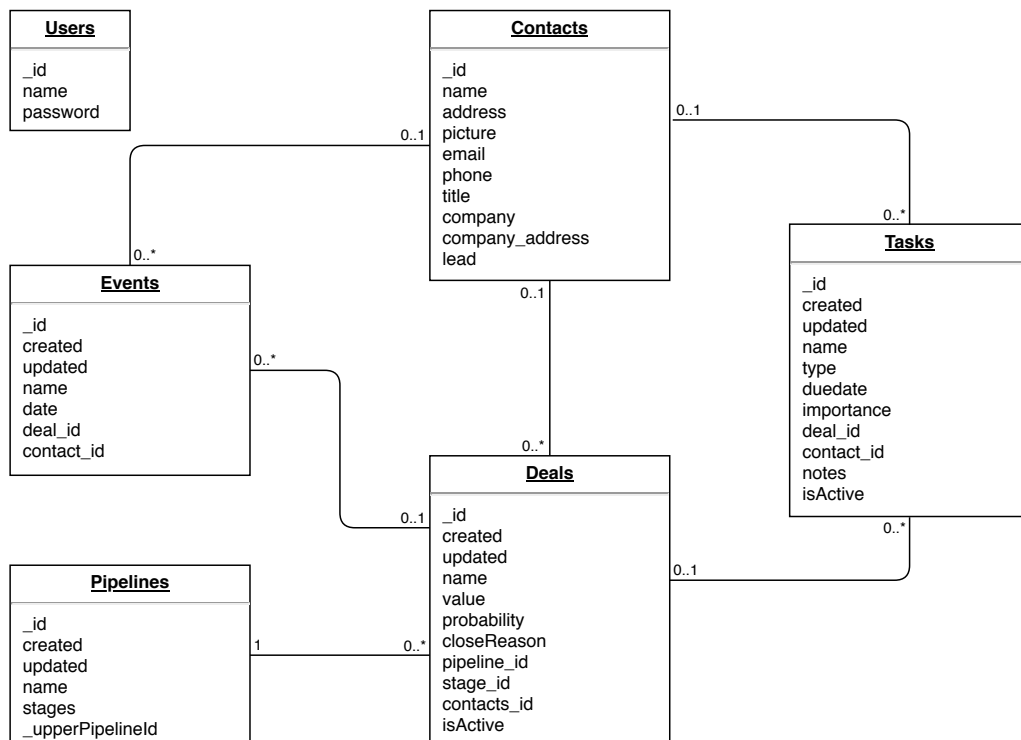 Users
_id
name
password
Contacts
_id
name
address
picture
email
phone
title
company
company_address
lead
0..1
0..*
0..1
0..*
0..1
0..*
Tasks
_id
created
updated
name
type
duedate
importance
deal_id
contact_id
notes
isActive
Events
_id
created
updated
name
date
deal_id
contact_id
0..*
0..1
0..*
0..1
Deals
_id
created
updated
name
value
probability
closeReason
pipeline_id
stage_id
contacts_id
isActive
Pipelines
_id
created
updated
name
stages
_upperPipelineId
1
0..*